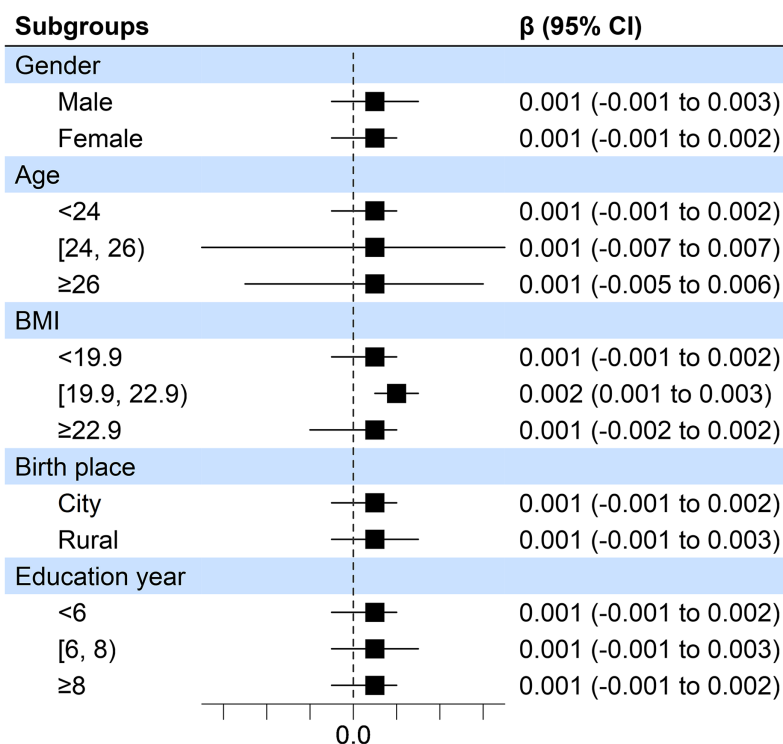 Subgroups β (95% CI)
Gender
Male 0.001 (-0.001 to 0.003)
Female 0.001 (-0.001 to 0.002)
Age
<24 0.001 (-0.001 to 0.002)
[24, 26) 0.001 (-0.007 to 0.007)
≥26 0.001 (-0.005 to 0.006)
BMI
<19.9 0.001 (-0.001 to 0.002)
[19.9, 22.9) 0.002 (0.001 to 0.003)
≥22.9 0.001 (-0.002 to 0.002)
Birth place
City 0.001 (-0.001 to 0.002)
Rural 0.001 (-0.001 to 0.003)
Education year
<6 0.001 (-0.001 to 0.002)
[6, 8) 0.001 (-0.001 to 0.003)
≥8 0.001 (-0.001 to 0.002)
0.0